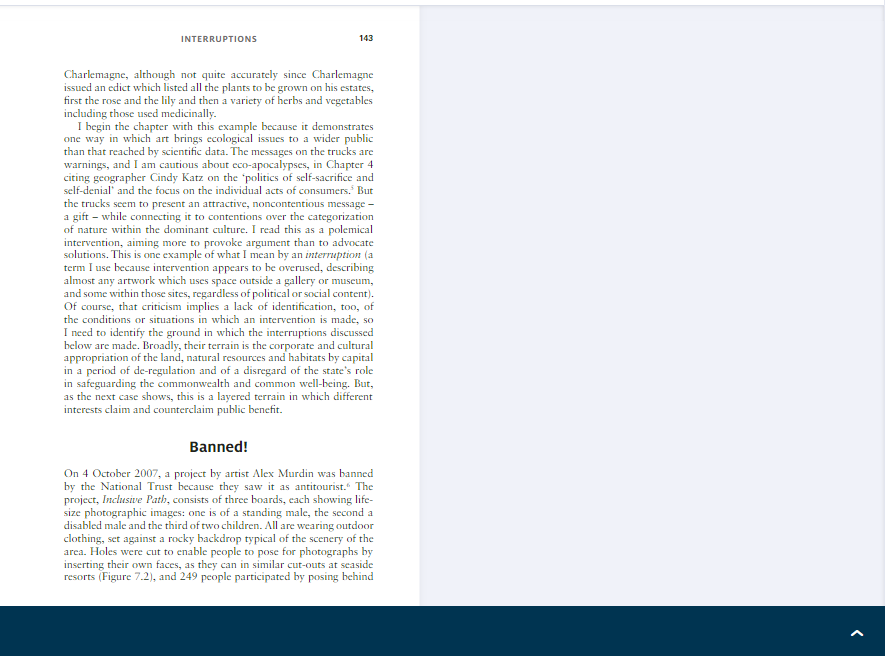 INTERRUPTIONS 143
Charlemagne, although not quite accurately since Charlemagne
issued an edict which listed all the plants to be grown on his estates,
first the rose and the lily and then a variety of herbs and vegetables
including those used medicinally.
I begin the chapter with this example because it demonstrates
one way in which art brings ecological issues to a wider public
than that reached by scientific data. The messages on the trucks are
warnings, and I am cautious about eco-apocalypses, in Chapter 4
citing geographer Cindy Katz on the ‘politics of self-sacrifice and
self-denial’ and the focus on the individual acts of consumers.⁵ But
the trucks seem to present an attractive, noncontentious message –
a gift – while connecting it to contentions over the categorization
of nature within the dominant culture. I read this as a polemical
intervention, aiming more to provoke argument than to advocate
solutions. This is one example of what I mean by an interruption (a
term I use because intervention appears to be overused, describing
almost any artwork which uses space outside a gallery or museum,
and some within those sites, regardless of political or social content).
Of course, that criticism implies a lack of identification, too, of
the conditions or situations in which an intervention is made, so
I need to identify the ground in which the interruptions discussed
below are made. Broadly, their terrain is the corporate and cultural
appropriation of the land, natural resources and habitats by capital
in a period of de-regulation and of a disregard of the state’s role
in safeguarding the commonwealth and common well-being. But,
as the next case shows, this is a layered terrain in which different
interests claim and counterclaim public benefit.
Banned!
On 4 October 2007, a project by artist Alex Murdin was banned
by the National Trust because they saw it as antitourist.⁶ The
project, Inclusive Path, consists of three boards, each showing life-
size photographic images: one is of a standing male, the second a
disabled male and the third of two children. All are wearing outdoor
clothing, set against a rocky backdrop typical of the scenery of the
area. Holes were cut to enable people to pose for photographs by
inserting their own faces, as they can in similar cut-outs at seaside
resorts (Figure 7.2), and 249 people participated by posing behind